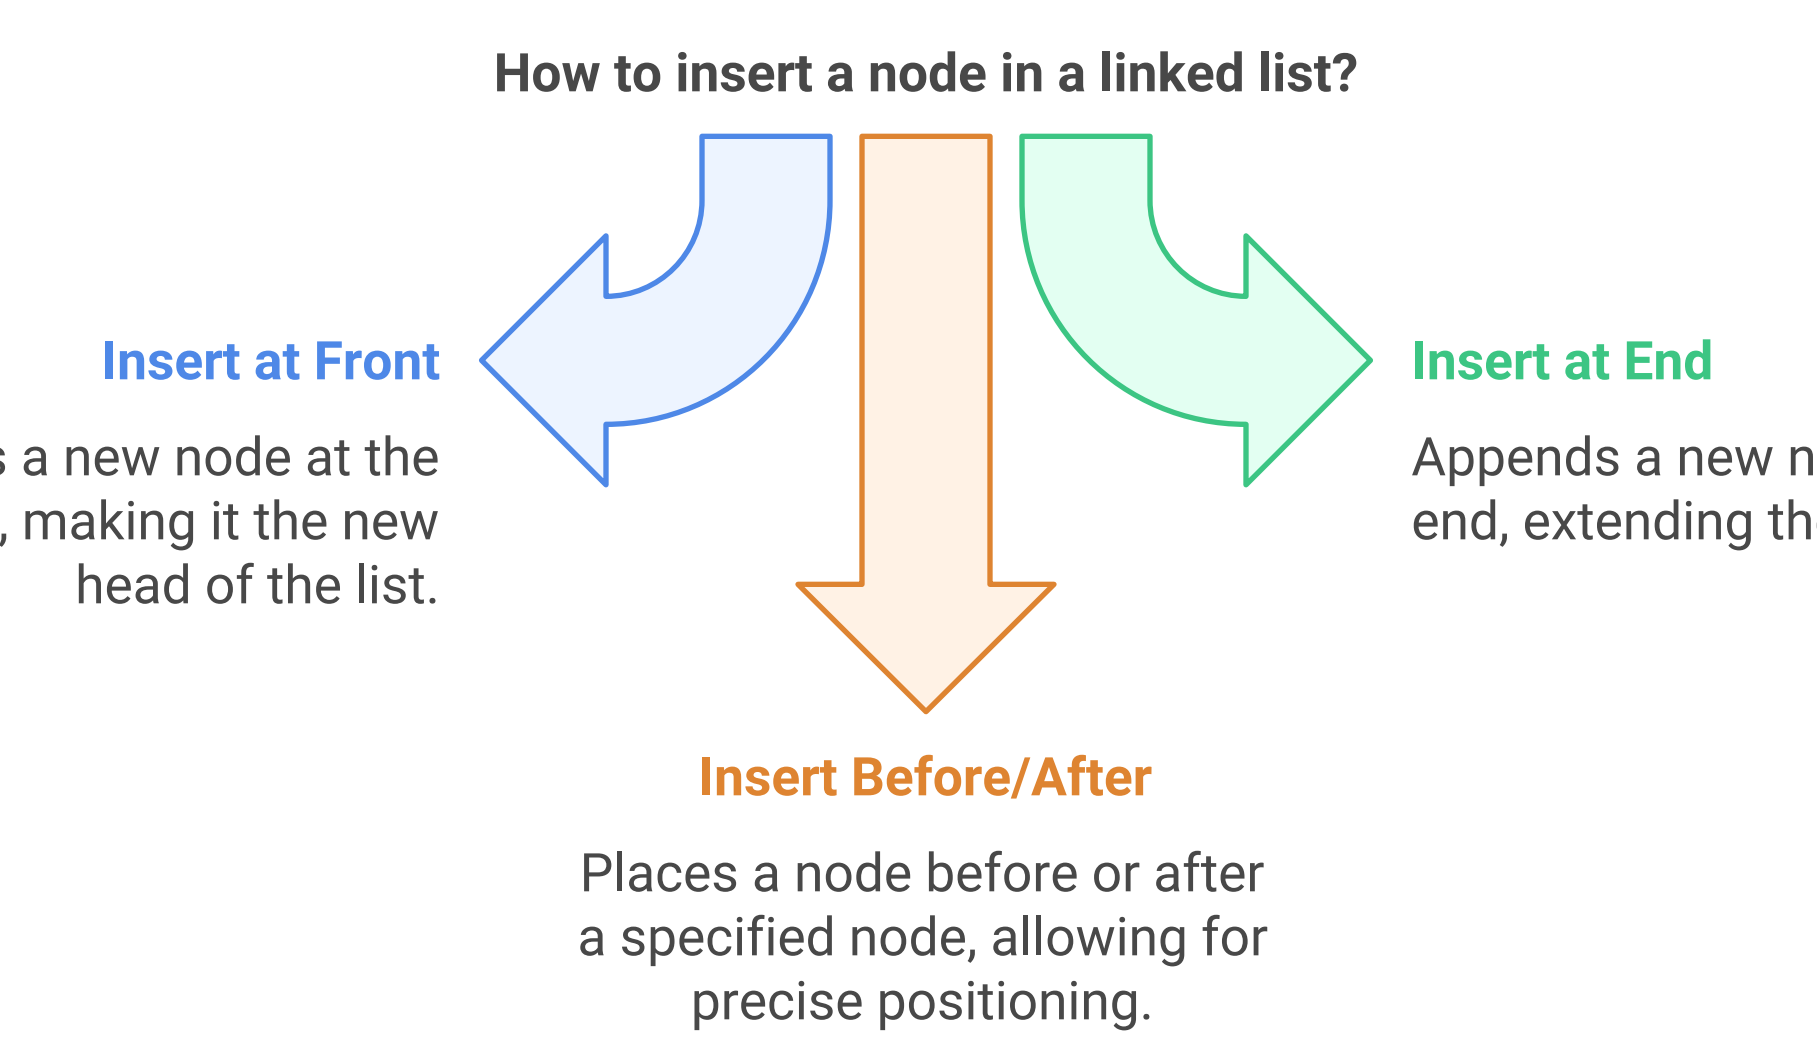 How to insert a node in a linked list?
Insert at Front
a new node at the
, making it the new
head of the list.
Insert at End
Appends a new
end, extending
Insert Before/After
Places a node before or after
a specified node, allowing for
precise positioning.